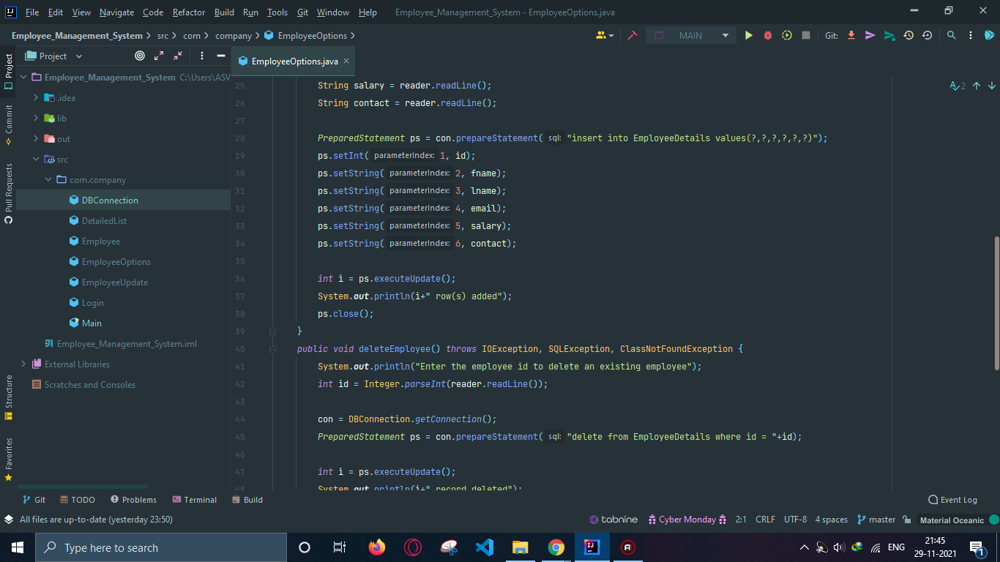 File Edit View Navigate Code Refactor Build Run Tools Git Window Help Employee_Management_System - EmployeeOptions.java
Employee_Management_System > src > com > company > EmployeeOptions > MAIN Git:
Project
EmployeeOptions.java ×
Employee_Management_System C:\Users\ASV
.idea
lib
out
src
com.company
DBConnection
DetailedList
Employee
EmployeeOptions
EmployeeUpdate
Login
Main
Employee_Management_System.iml
External Libraries
Scratches and Consoles
Project
Commit
Pull Requests
Structure
Favorites
2
25 String salary = reader.readLine();
26 String contact = reader.readLine();
27
28 PreparedStatement ps = con.prepareStatement( sql: "insert into EmployeeDetails values(?,?,?,?,?,?)");
29 ps.setInt( parameterIndex: 1, id);
30 ps.setString( parameterIndex: 2, fname);
31 ps.setString( parameterIndex: 3, lname);
32 ps.setString( parameterIndex: 4, email);
33 ps.setString( parameterIndex: 5, salary);
34 ps.setString( parameterIndex: 6, contact);
35
36 int i = ps.executeUpdate();
37 System.out.println(i+" row(s) added");
38 ps.close();
39 }
40 public void deleteEmployee() throws IOException, SQLException, ClassNotFoundException {
41 System.out.println("Enter the employee id to delete an existing employee");
42 int id = Integer.parseInt(reader.readLine());
43
44 con = DBConnection.getConnection();
45 PreparedStatement ps = con.prepareStatement( sql: "delete from EmployeeDetails where id = "+id);
46
47 int i = ps.executeUpdate();
48 System.out.println(i+" record deleted");
Git TODO Problems Terminal Build Event Log
All files are up-to-date (yesterday 23:50) tabnine Cyber Monday 2:1 CRLF UTF-8 4 spaces master Material Oceanic
Type here to search ENG 21:45
29-11-2021 1